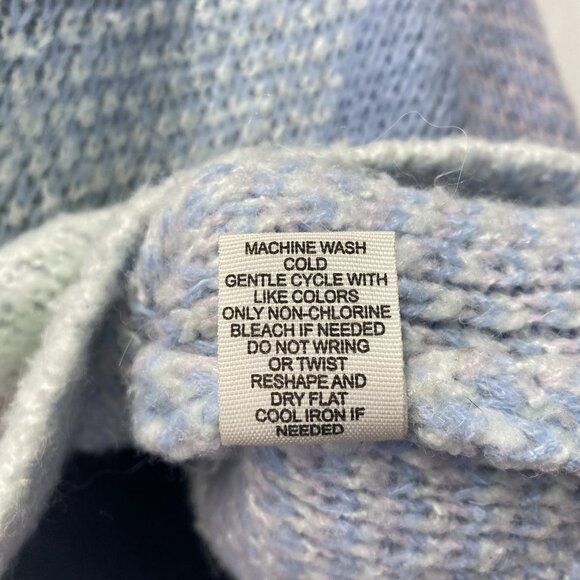 MACHINE WASH
COLD
GENTLE CYCLE WITH
LIKE COLORS
ONLY NON-CHLORINE
BLEACH IF NEEDED
DO NOT WRING
OR TWIST
RESHAPE AND
DRY FLAT
COOL IRON IF
NEEDED